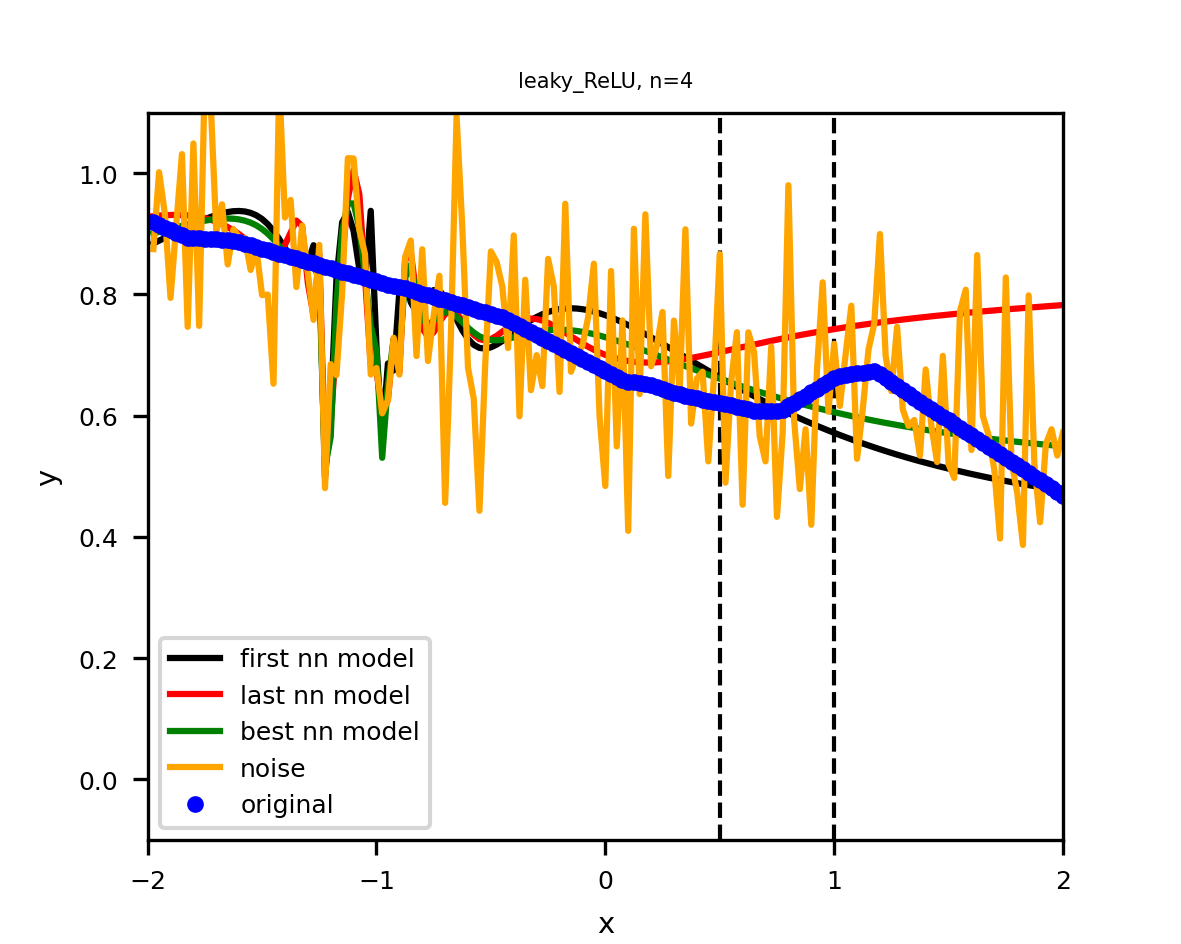 leaky_ReLU, n=4
y
1.0
0.8
0.6
0.4
0.2
0.0
first nn model
last nn model
best nn model
noise
original
−2
−1
0
1
2
x